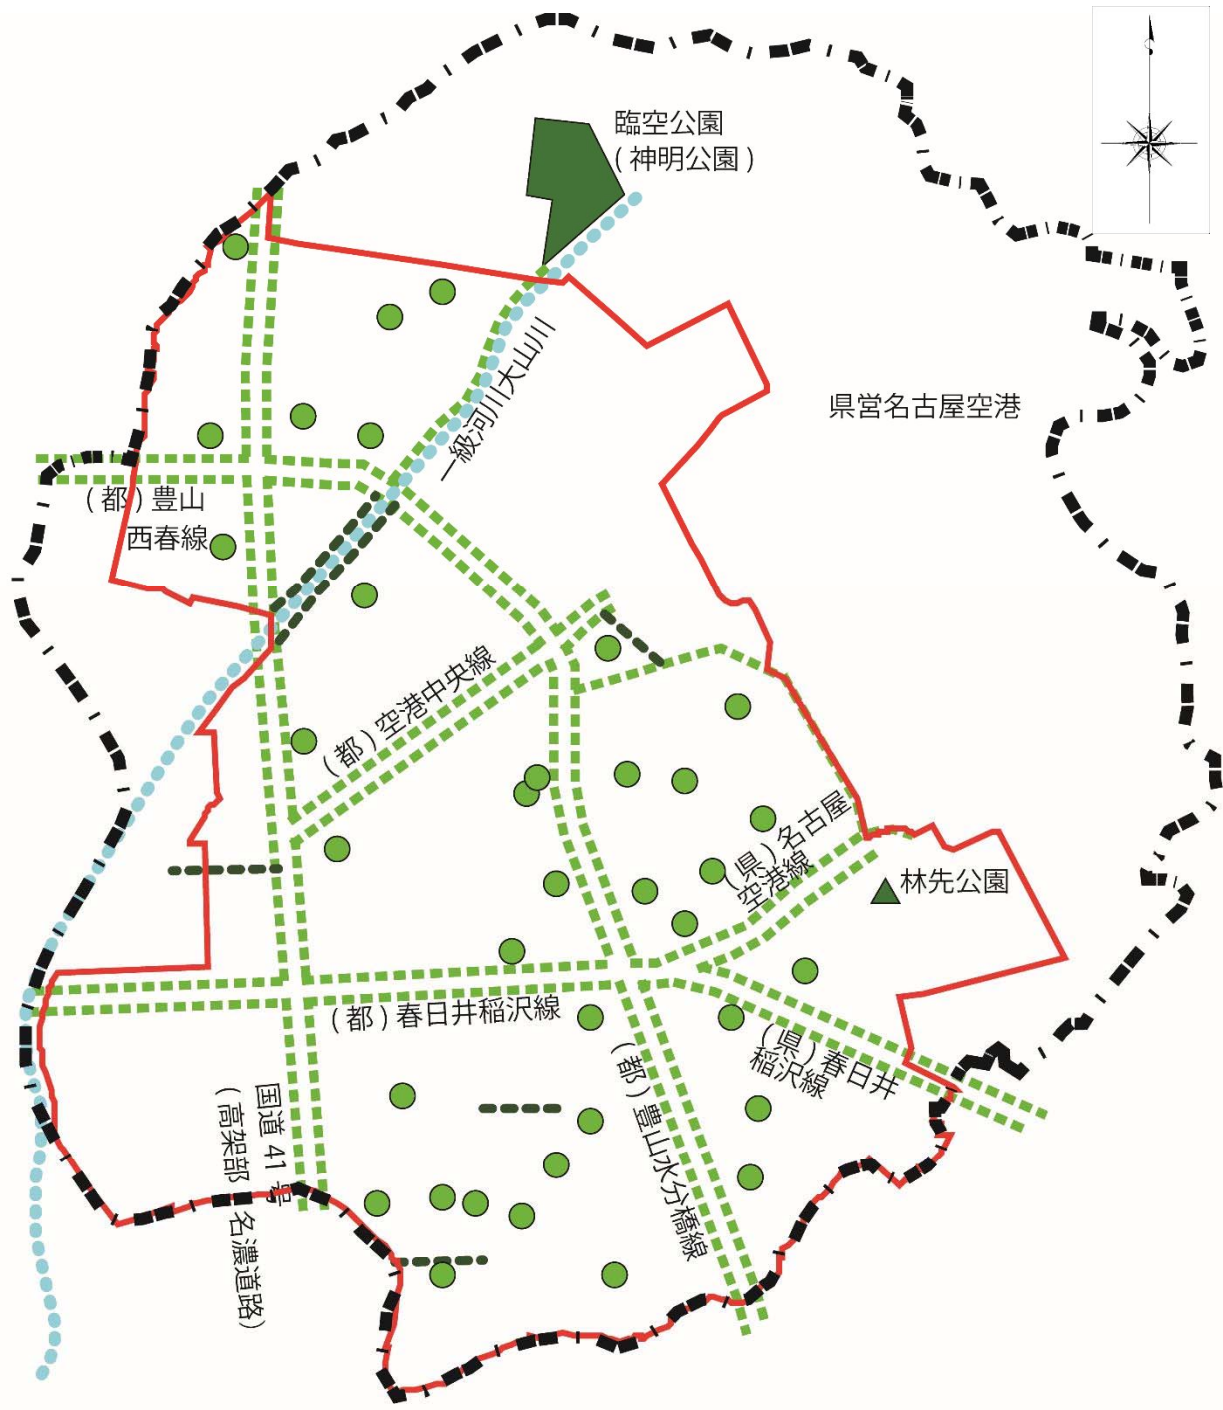 臨空公園
(神明公園)
一級河川大山川
県営名古屋空港
(都)豊山
西春線
(都)空港中央線
(県)名古屋
空港線
林先公園
(都)春日井稲沢線
(県)春日井
稲沢線
国道 41 号
(高架部 名濃道路)
(都)豊山水分橋線